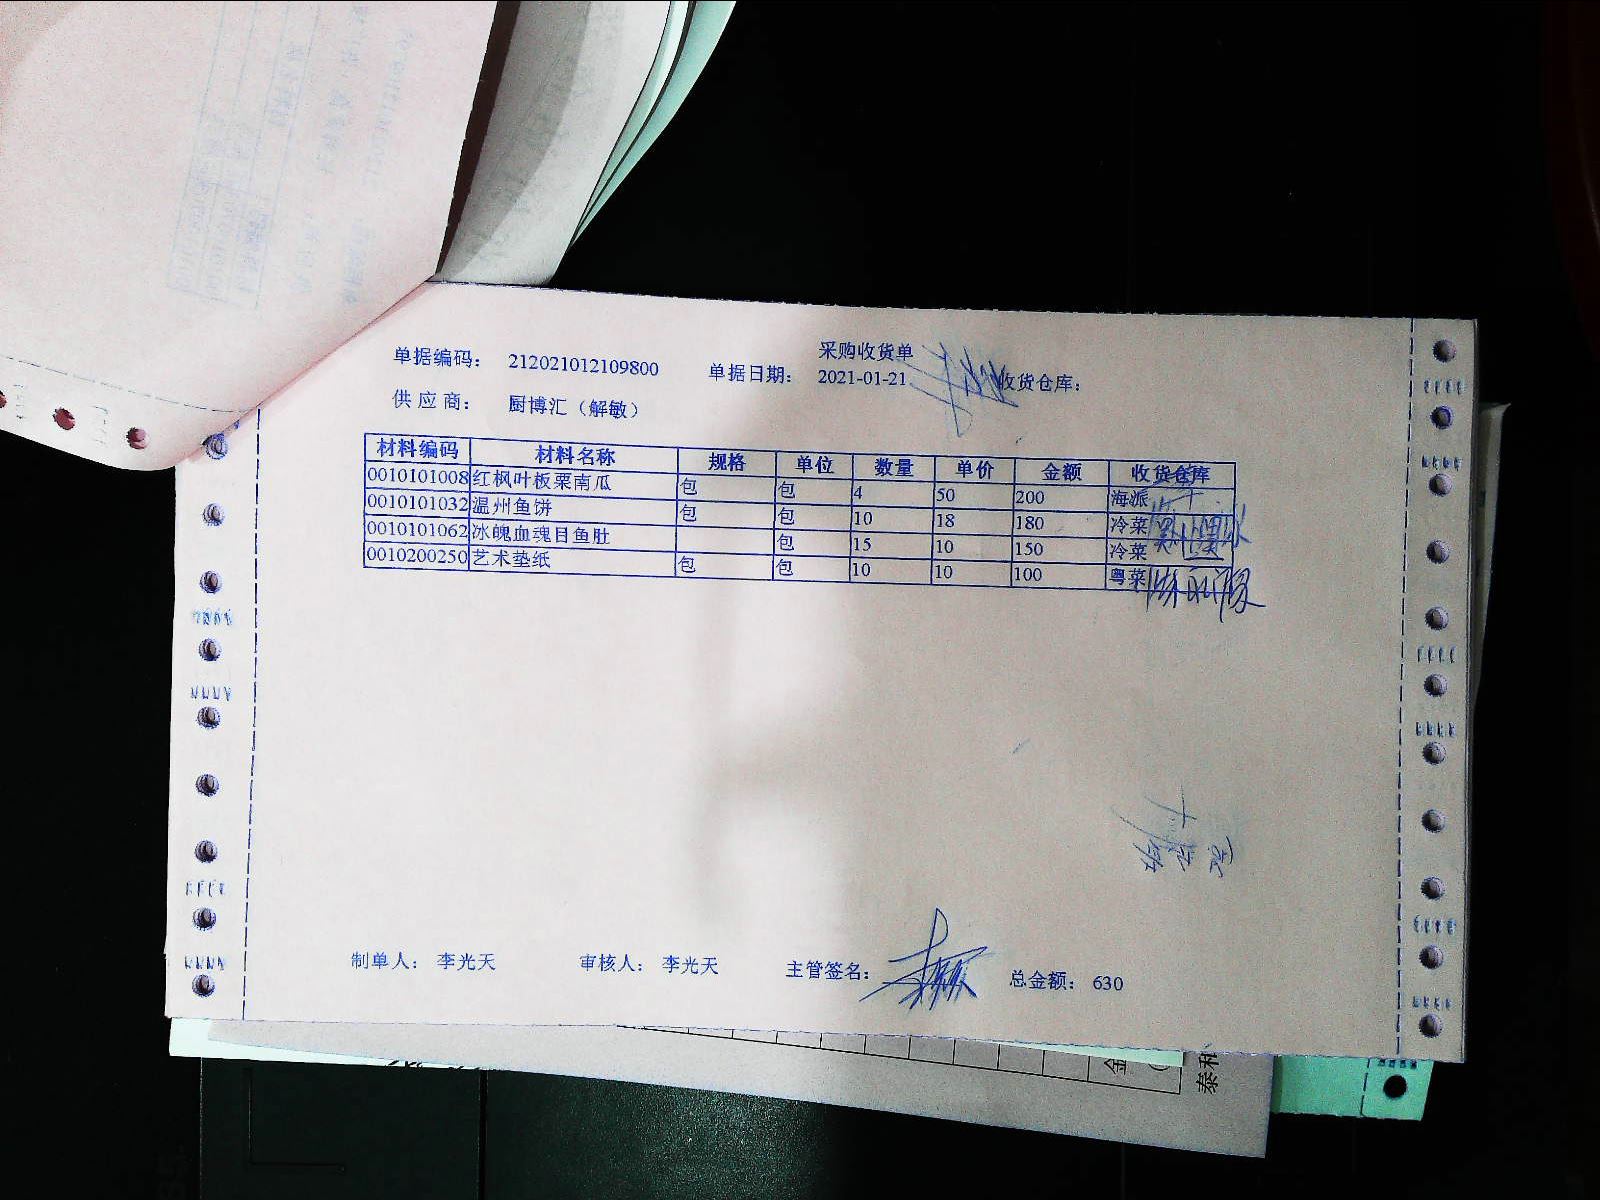 采购收货单
单据编码： 212021012109800 单据日期： 2021-01-21 收货仓库：
供 应 商： 厨博汇（解敏）
材料编码 材料名称 规格 单位 数量 单价 金额 收货仓库
0010101008 红枫叶板栗南瓜 包 包 4 50 200 海派
0010101032 温州鱼饼 包 包 10 18 180 冷菜
0010101062 冰魄血魂目鱼肚 包 15 10 150 冷菜
0010200250 艺术垫纸 包 包 10 10 100 粤菜
制单人： 李光天 审核人： 李光天 主管签名： 总金额： 630
金
泰和